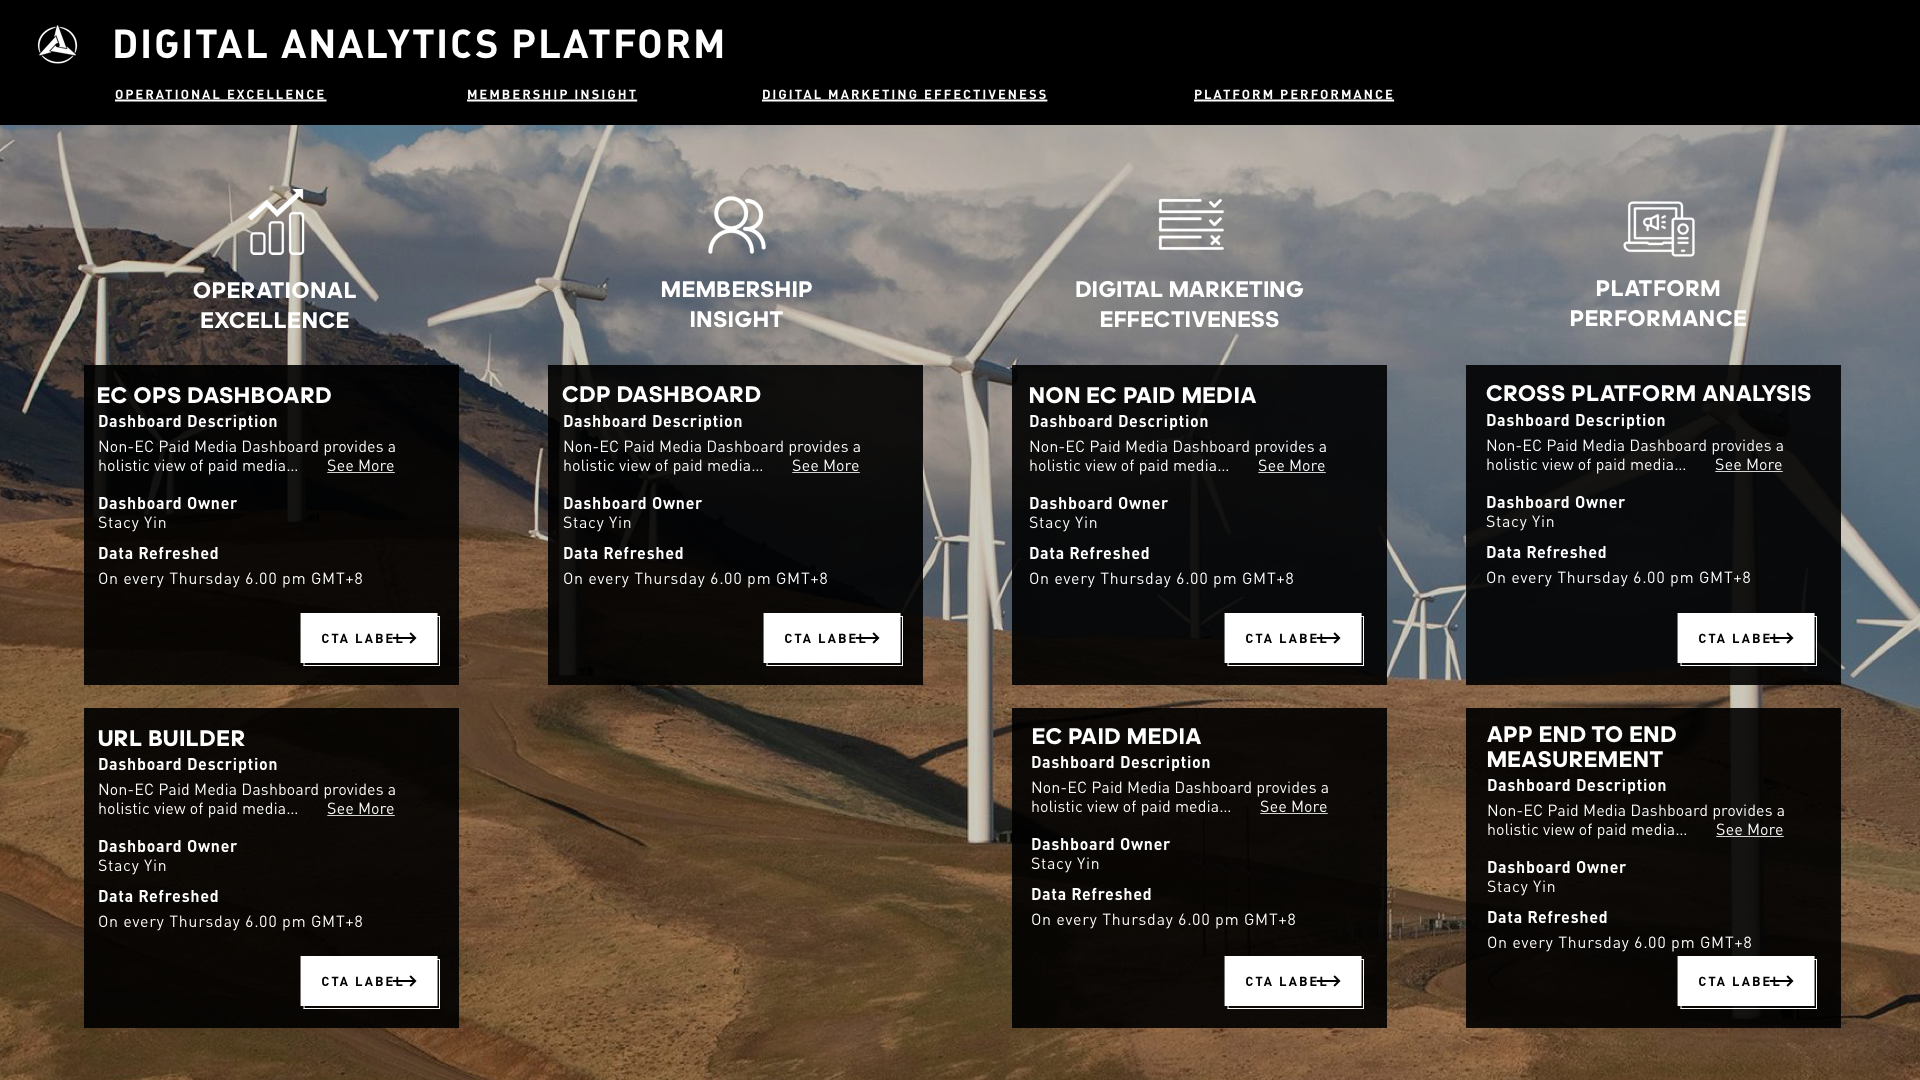 DIGITAL ANALYTICS PLATFORM
OPERATIONAL EXCELLENCE
MEMBERSHIP INSIGHT
DIGITAL MARKETING EFFECTIVENESS
PLATFORM PERFORMANCE
OPERATIONAL
EXCELLENCE
MEMBERSHIP
INSIGHT
DIGITAL MARKETING
EFFECTIVENESS
PLATFORM
PERFORMANCE
EC OPS DASHBOARD
Dashboard Description
Non-EC Paid Media Dashboard provides a
holistic view of paid media... See More
Dashboard Owner
Stacy Yin
Data Refreshed
On every Thursday 6.00 pm GMT+8
CTA LABEL
CDP DASHBOARD
Dashboard Description
Non-EC Paid Media Dashboard provides a
holistic view of paid media... See More
Dashboard Owner
Stacy Yin
Data Refreshed
On every Thursday 6.00 pm GMT+8
CTA LABEL
NON EC PAID MEDIA
Dashboard Description
Non-EC Paid Media Dashboard provides a
holistic view of paid media... See More
Dashboard Owner
Stacy Yin
Data Refreshed
On every Thursday 6.00 pm GMT+8
CTA LABEL
CROSS PLATFORM ANALYSIS
Dashboard Description
Non-EC Paid Media Dashboard provides a
holistic view of paid media... See More
Dashboard Owner
Stacy Yin
Data Refreshed
On every Thursday 6.00 pm GMT+8
CTA LABEL
URL BUILDER
Dashboard Description
Non-EC Paid Media Dashboard provides a
holistic view of paid media... See More
Dashboard Owner
Stacy Yin
Data Refreshed
On every Thursday 6.00 pm GMT+8
CTA LABEL
EC PAID MEDIA
Dashboard Description
Non-EC Paid Media Dashboard provides a
holistic view of paid media... See More
Dashboard Owner
Stacy Yin
Data Refreshed
On every Thursday 6.00 pm GMT+8
CTA LABEL
APP END TO END
MEASUREMENT
Dashboard Description
Non-EC Paid Media Dashboard provides a
holistic view of paid media... See More
Dashboard Owner
Stacy Yin
Data Refreshed
On every Thursday 6.00 pm GMT+8
CTA LABEL